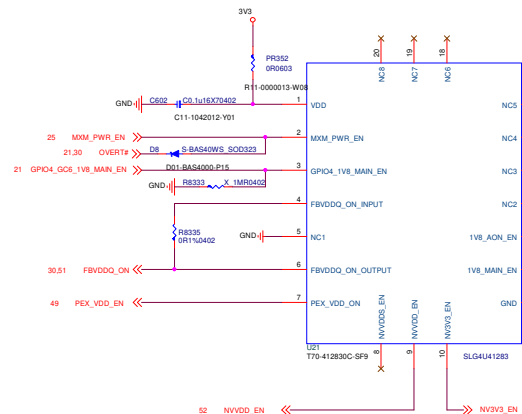 3V3
PR352
0R0603
R11-0000013-W08
20
19
18
NC8
NC7
NC6
GND
C602
C0.1u16X70402
C11-1042012-Y01
1
VDD
NC5
25
MXM_PWR_EN
2
MXM_PWR_EN
NC4
21,30
OVERT#
D8
S-BAS40WS_SOD323
D01-BAS4000-P15
21
GPIO4_GC6_1V8_MAIN_EN
3
GPIO4_1V8_MAIN_EN
NC3
GND
R8333
X_1MR0402
4
FBVDDQ_ON_INPUT
NC2
R8335
0R1%0402
GND
5
NC1
1V8_AON_EN
30,51
FBVDDQ_ON
6
FBVDDQ_ON_OUTPUT
1V8_MAIN_EN
49
PEX_VDD_EN
7
PEX_VDD_ON
GND
NVVDDS_EN
NVVDD_EN
NV3V3_EN
U21
8
9
10
T70-412830C-SF9
SLG4U41283
52
NVVDD_EN
NV3V3_EN